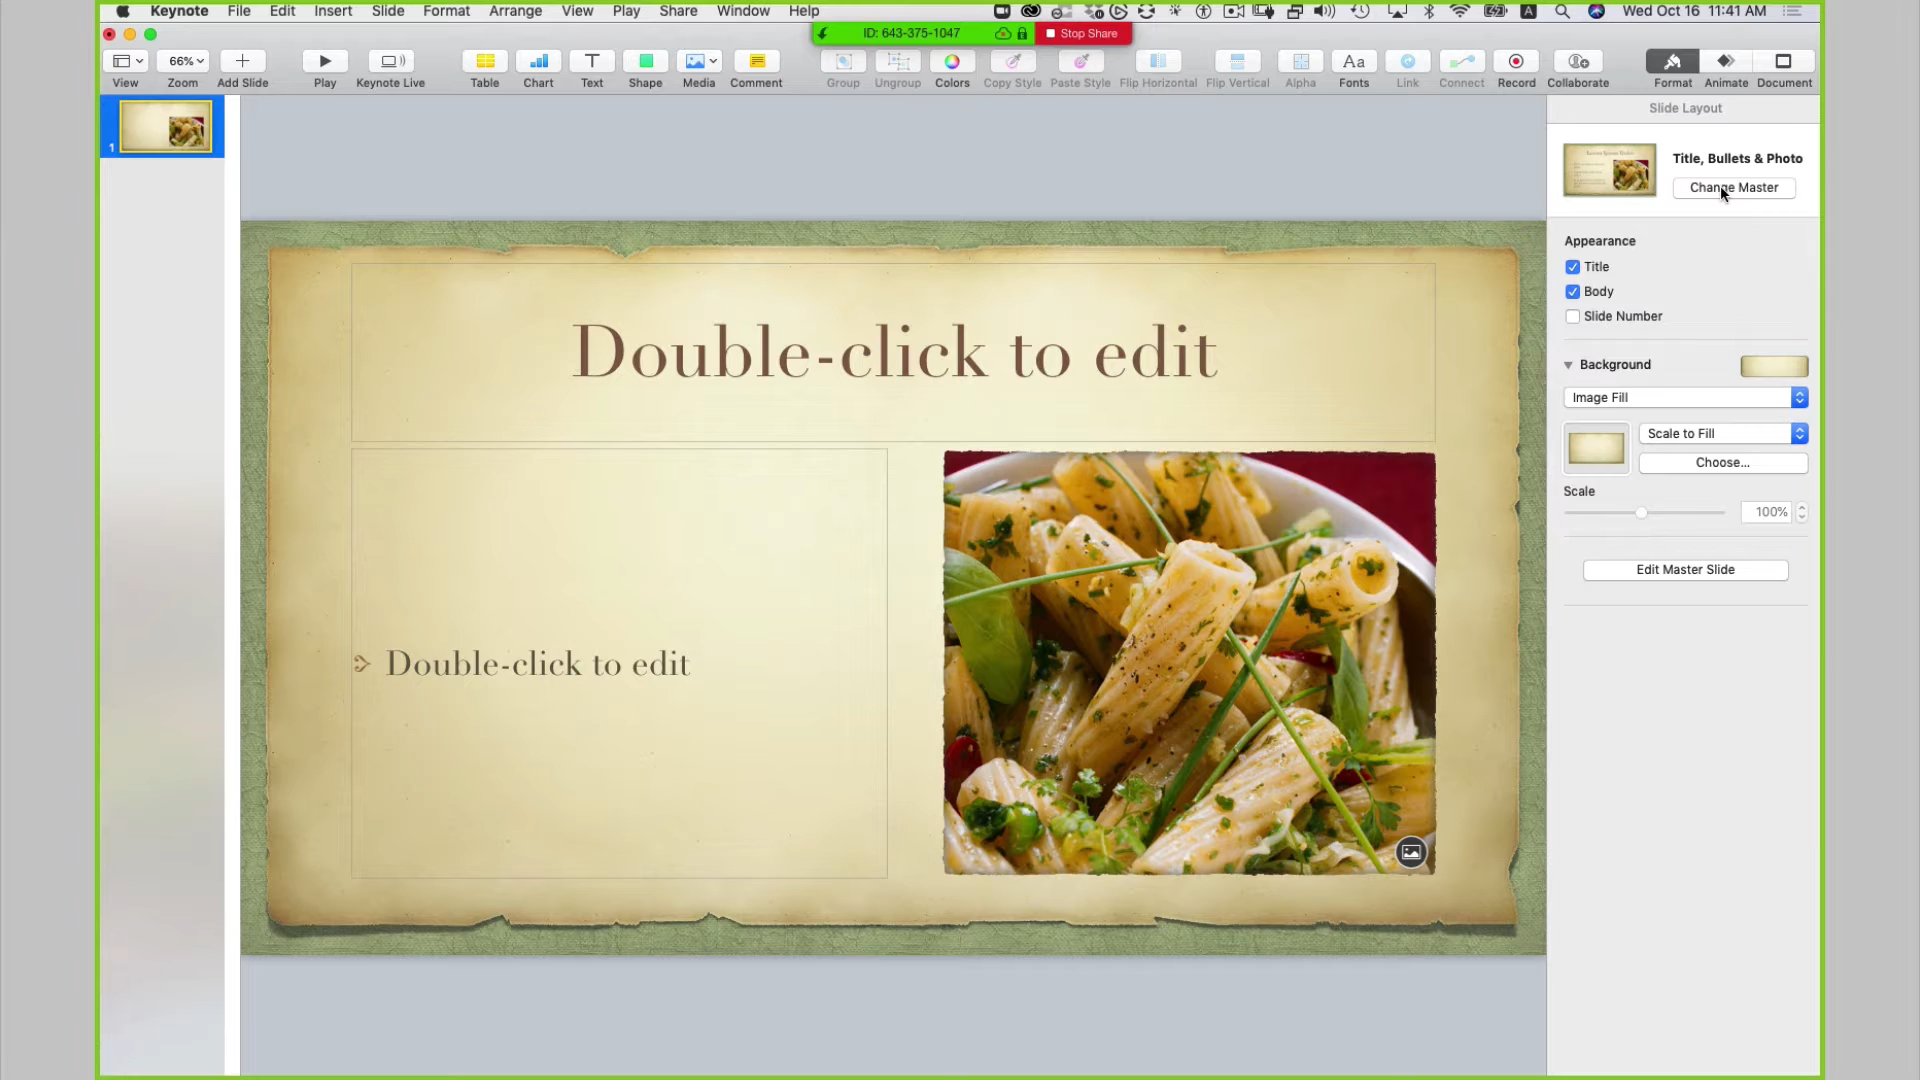 Keynote File Edit Insert Slide Format Arrange View Play Share Window Help Wed Oct 16 11:41 AM
ID: 643-375-1047 Stop Share
66%
View Zoom Add Slide Play Keynote Live Table Chart Text Shape Media Comment Group Ungroup Colors Copy Style Paste Style Flip Horizontal Flip Vertical Alpha Fonts Link Connect Record Collaborate Format Animate Document
Slide Layout
1
Title, Bullets & Photo
Change Master
Appearance
Title
Body
Slide Number
Background
Image Fill
Scale to Fill
Choose...
Scale
100%
Edit Master Slide
Double-click to edit
Double-click to edit